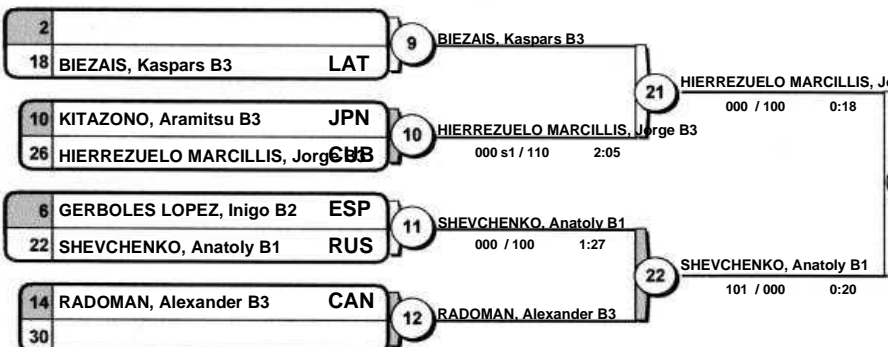 2
18 BIEZAIS, Kaspars B3 LAT
9
BIEZAIS, Kaspars B3
10 KITAZONO, Aramitsu B3 JPN
26 HIERREZUELO MARCILLIS, Jorge B3 CUB
10
HIERREZUELO MARCILLIS, Jorge B3
000 s1 / 110 2:05
21
HIERREZUELO MARCILLIS,
000 / 100 0:18
6 GERBOLES LOPEZ, Inigo B2 ESP
22 SHEVCHENKO, Anatoly B1 RUS
11
SHEVCHENKO, Anatoly B1
000 / 100 1:27
14 RADOMAN, Alexander B3 CAN
30
12
RADOMAN, Alexander B3
22
SHEVCHENKO, Anatoly B1
101 / 000 0:20